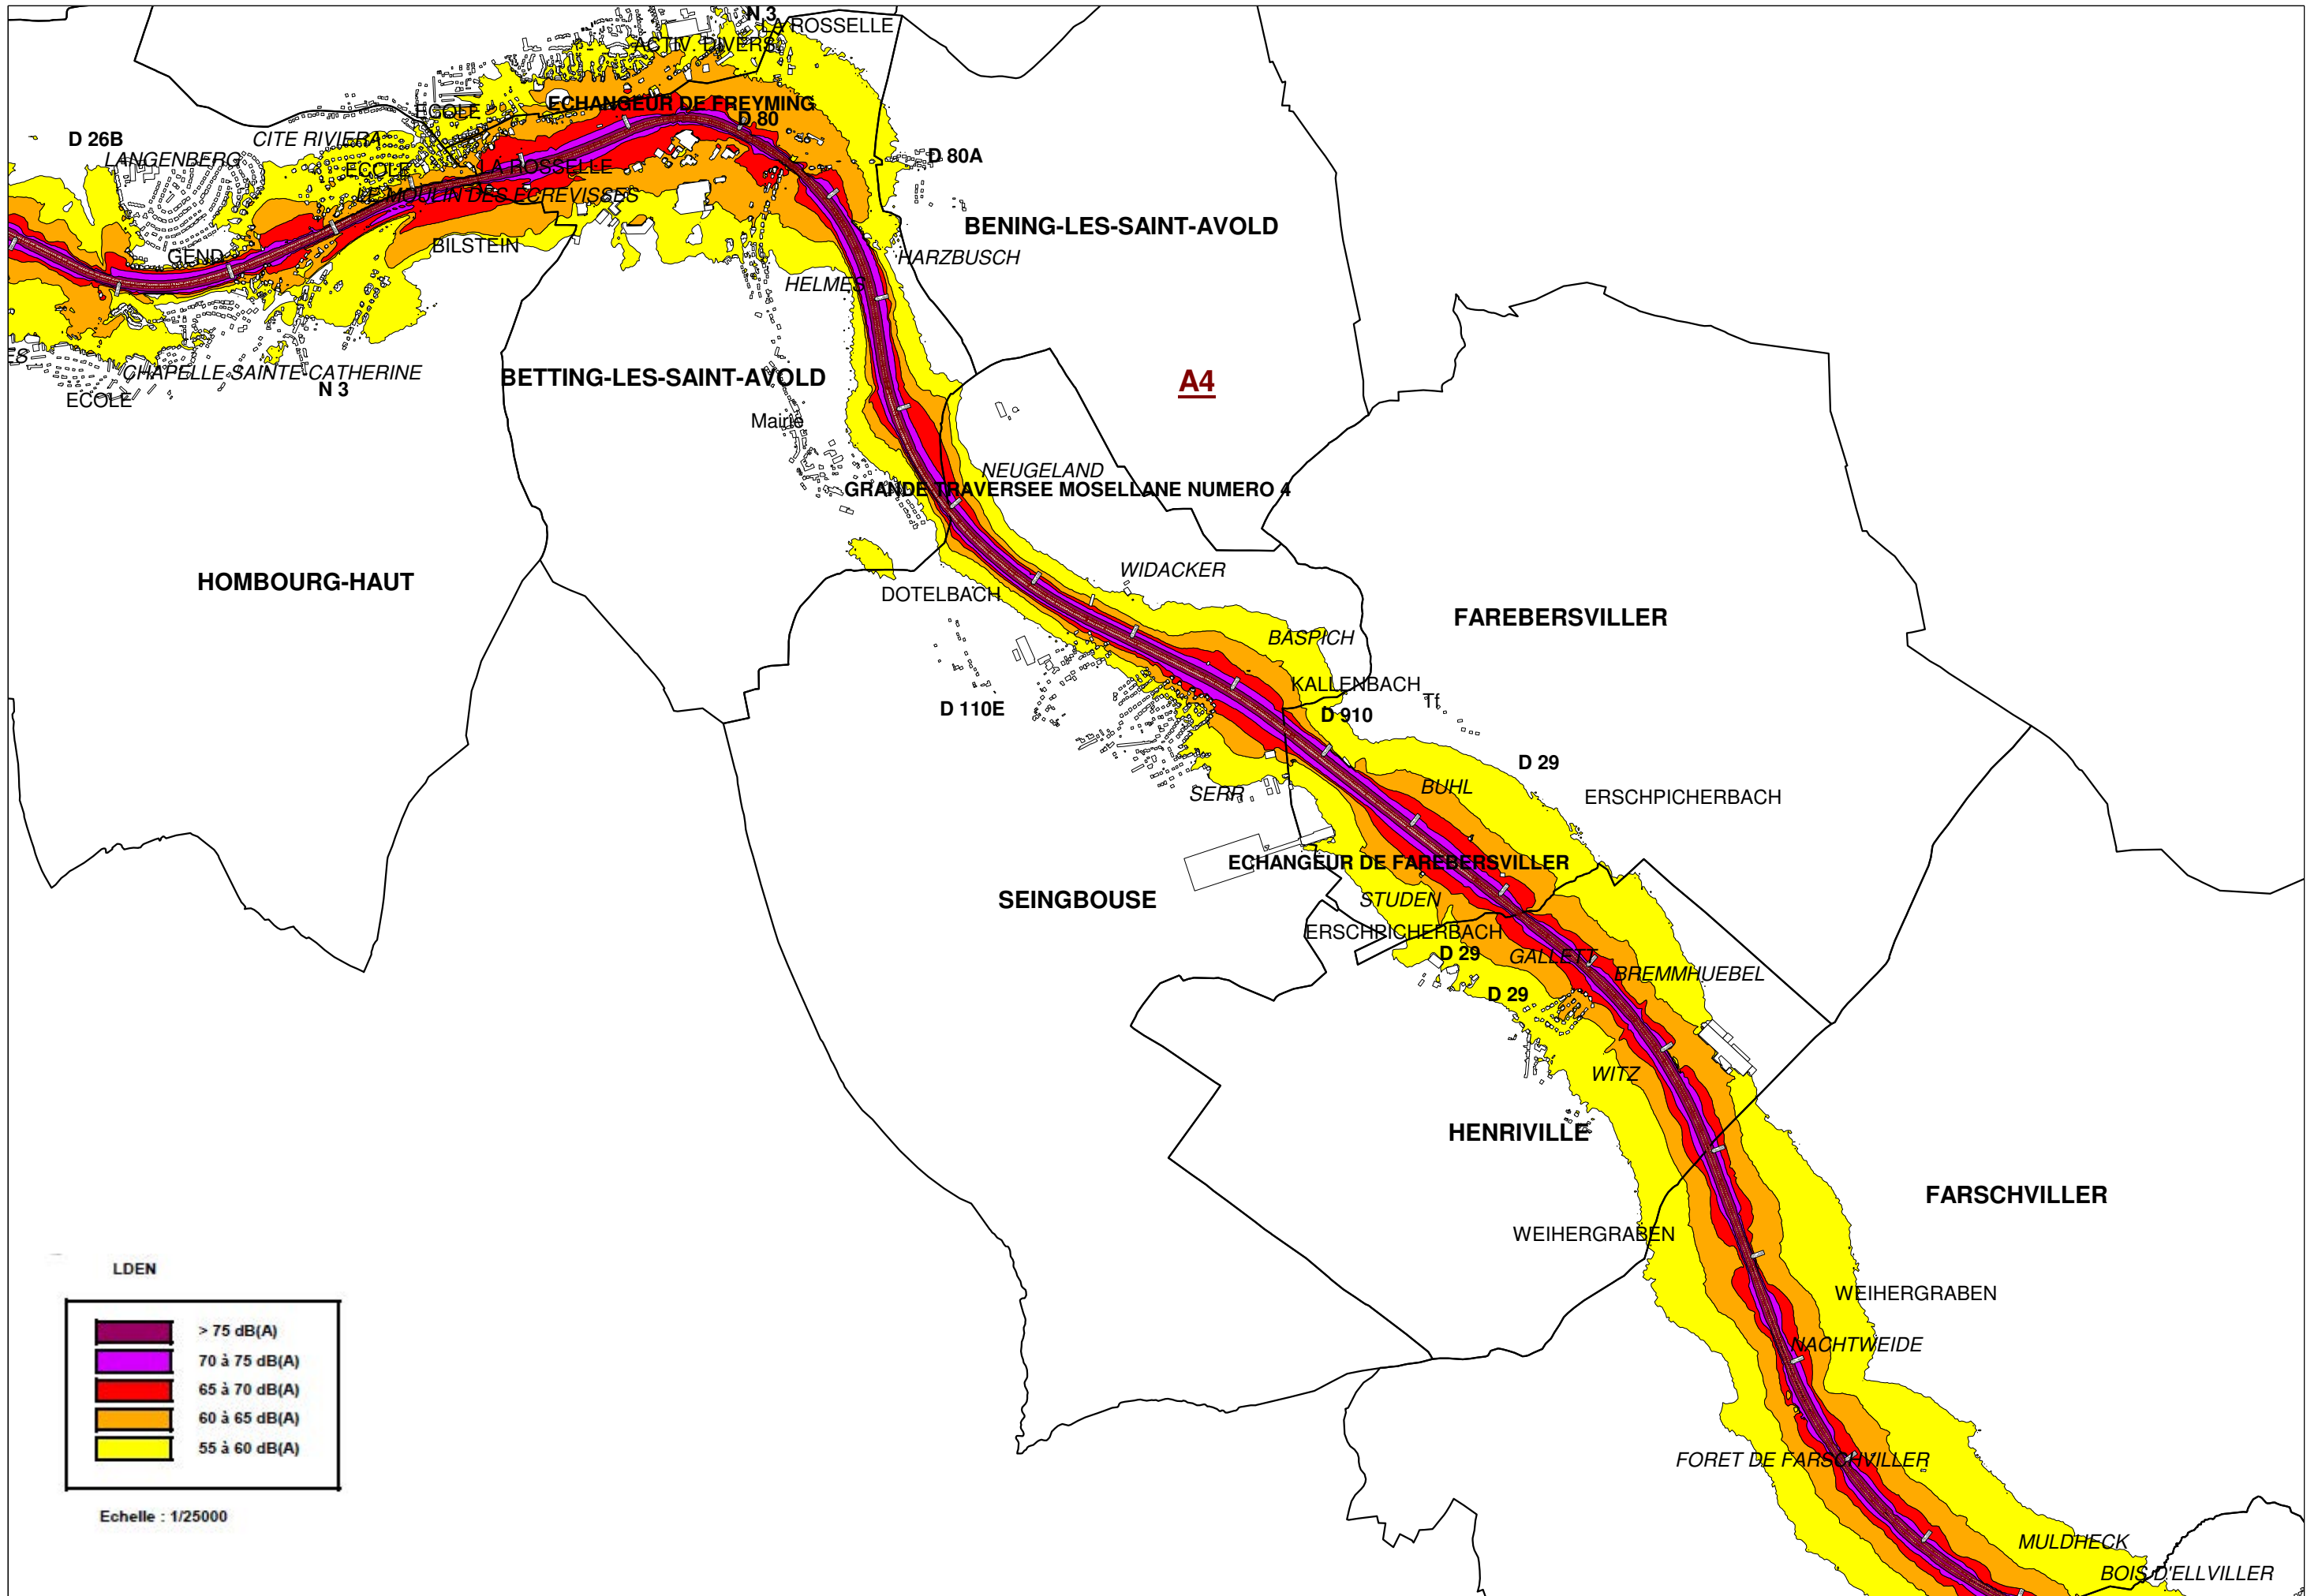 N 3
LA ROSSELLE
ACTIV. DIVERS
ECHANGEUR DE FREYMING
ECOLE
D 80
D 26B
CITE RIVIERA
LANGENBERG
D 80A
ECOLE
LA ROSSELLE
LE MOULIN DES ECREVISSES
BENING-LES-SAINT-AVOLD
BILSTEIN
GEND
HARZBUSCH
HELMES
ES
CHAPELLE SAINTE-CATHERINE
BETTING-LES-SAINT-AVOLD
A4
N 3
ECOLE
Mairie
NEUGELAND
GRANDE TRAVERSEE MOSELLANE NUMERO 4
WIDACKER
HOMBOURG-HAUT
DOTELBACH
FAREBERSVILLER
BASPICH
KALLENBACH
Tf
D 110E
D 910
D 29
BUHL
SERR
ERSCHPICHERBACH
ECHANGEUR DE FAREBERSVILLER
SEINGBOUSE
STUDEN
ERSCHPICHERBACH
D 29
GALLETT
BREMMHUEBEL
D 29
WITZ
HENRIVILLE
FARSCHVILLER
WEIHERGRABEN
WEIHERGRABEN
NACHTWEIDE
FORET DE FARSCHVILLER
MULDHECK
BOIS D'ELLVILLER
LDEN
> 75 dB(A)
70 à 75 dB(A)
65 à 70 dB(A)
60 à 65 dB(A)
55 à 60 dB(A)
Echelle : 1/25000